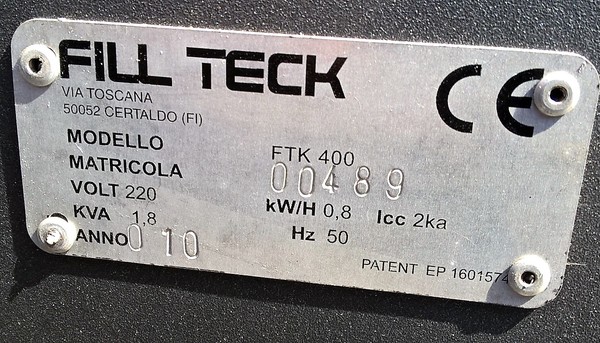 FILL TECK
CE
VIA TOSCANA
50052 CERTALDO (FI)
MODELLO FTK 400
MATRICOLA 00489
VOLT 220 kW/H 0,8 Icc 2ka
KVA 1,8 Hz 50
ANNO 010
PATENT EP 1601574